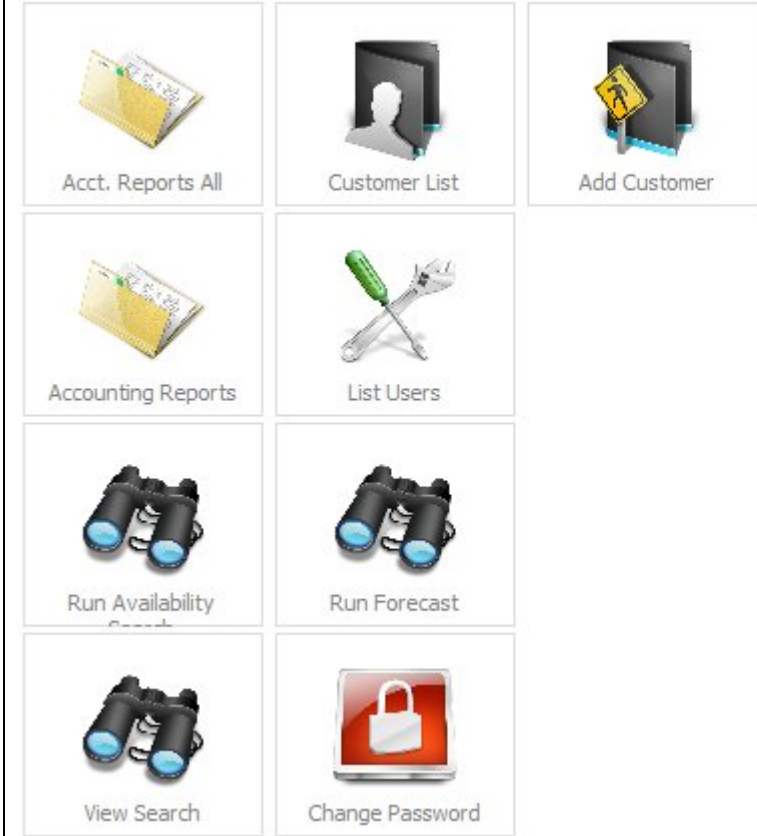 Acct. Reports All
Customer List
Add Customer
Accounting Reports
List Users
Run Availability
Run Forecast
View Search
Change Password